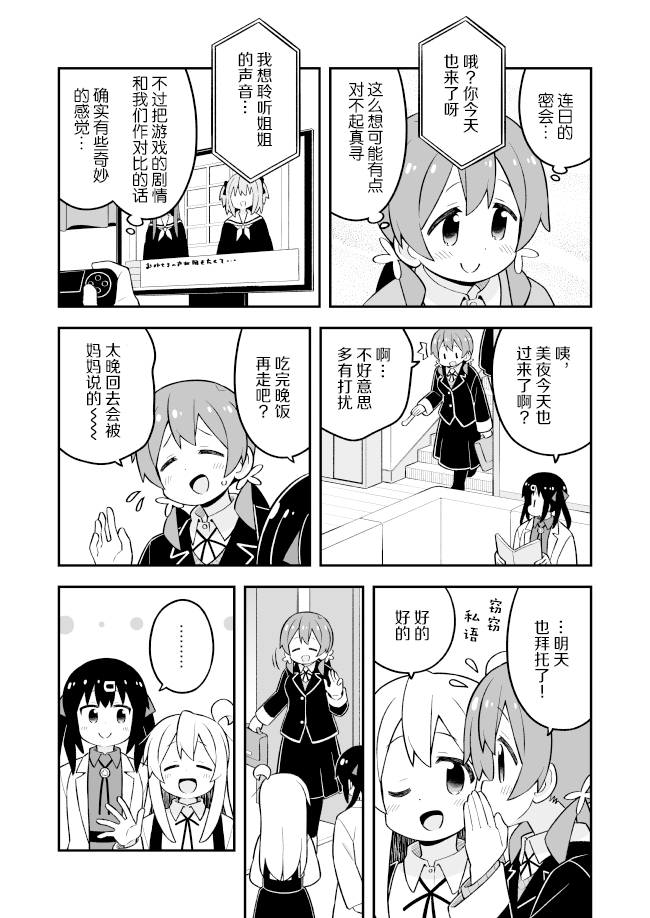 连日的
密会…
哦？你今天
也来了呀
这么想可能有点
对不起真寻
我想聆听姐姐
的声音…
不过把游戏的剧情
和我们作对比的话
确实有些奇妙
的感觉…
咦，
美夜今天也
过来了啊？
啊…
不好意思
多有打扰
吃完晚饭
再走吧？
太晚回去会被
妈妈说的～
…明天
也拜托了！
窃窃
私语
好的
好的
………